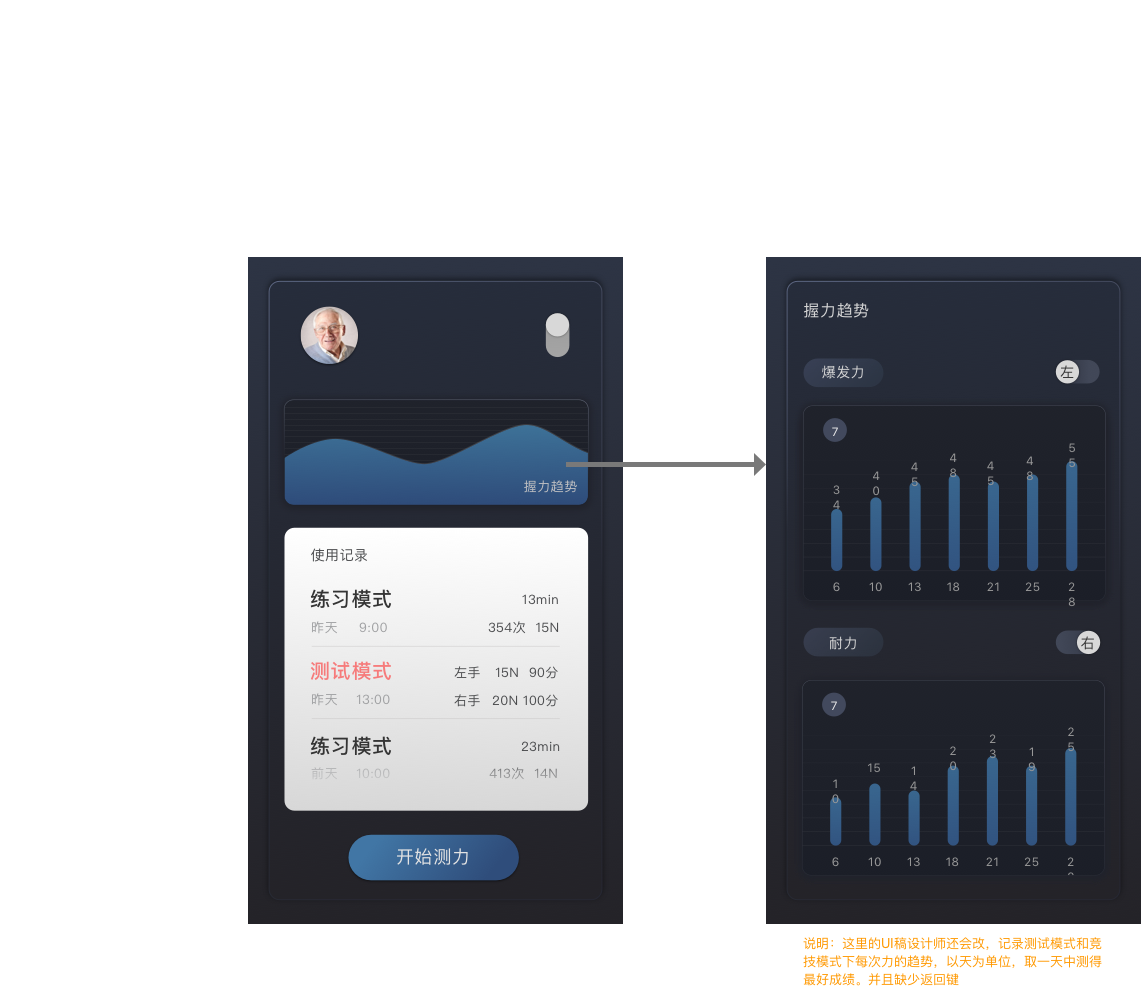 握力趋势
使用记录
练习模式 13min
昨天 9:00 354次 15N
测试模式 左手 15N 90分
昨天 13:00 右手 20N 100分
练习模式 23min
前天 10:00 413次 14N
开始测力
握力趋势
爆发力 左
7
34 40 45 48 45 48 55
6 10 13 18 21 25 28
耐力 右
7
10 15 14 20 23 19 25
6 10 13 18 21 25 28
说明：这里的UI稿设计师还会改，记录测试模式和竞
技模式下每次力的趋势，以天为单位，取一天中测得
最好成绩。并且缺少返回键